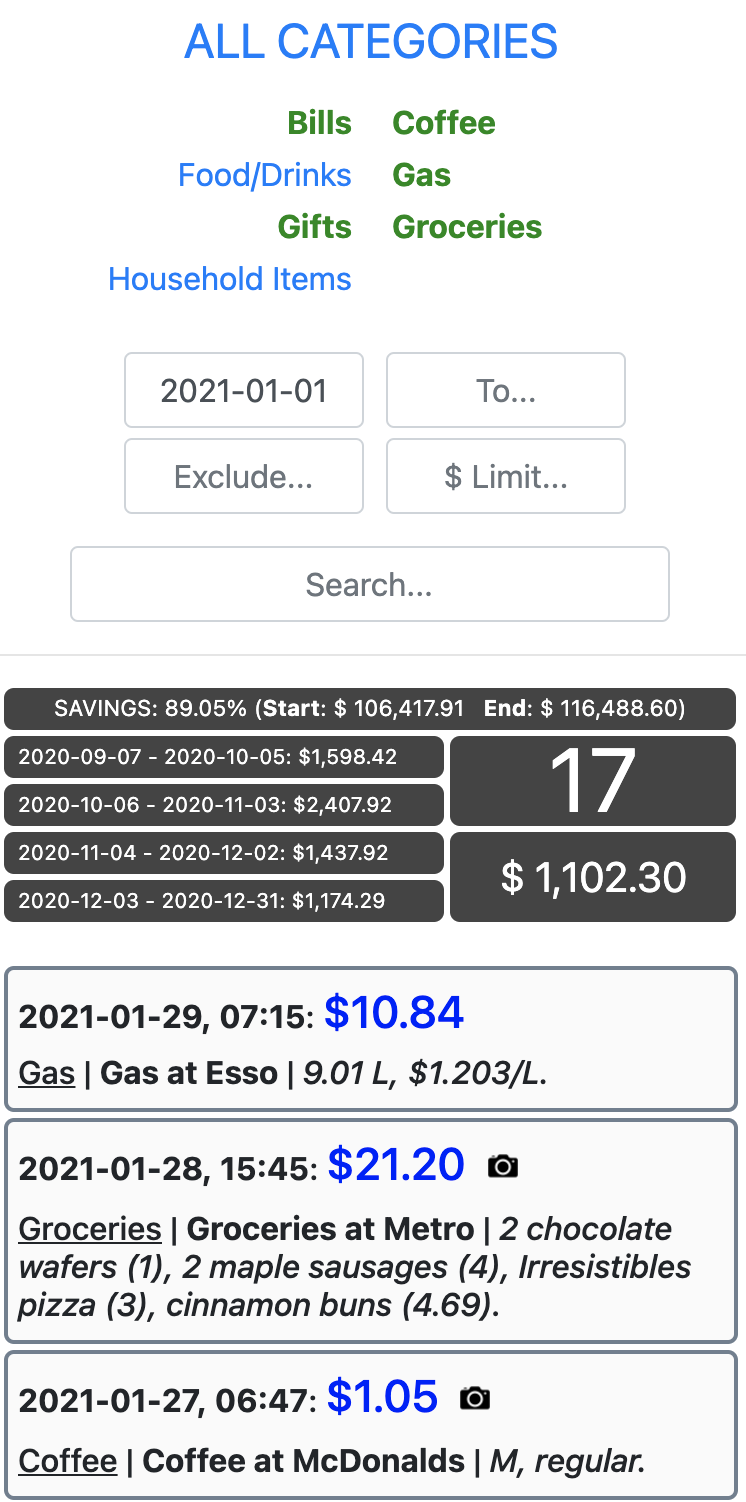 ALL CATEGORIES
Bills Coffee
Food/Drinks Gas
Gifts Groceries
Household Items
2021-01-01 To...
Exclude... $ Limit...
Search...
SAVINGS: 89.05% (Start: $ 106,417.91 End: $ 116,488.60)
2020-09-07 - 2020-10-05: $1,598.42
17
2020-10-06 - 2020-11-03: $2,407.92
2020-11-04 - 2020-12-02: $1,437.92
$ 1,102.30
2020-12-03 - 2020-12-31: $1,174.29
2021-01-29, 07:15: $10.84
Gas | Gas at Esso | 9.01 L, $1.203/L.
2021-01-28, 15:45: $21.20
Groceries | Groceries at Metro | 2 chocolate
wafers (1), 2 maple sausages (4), Irresistibles
pizza (3), cinnamon buns (4.69).
2021-01-27, 06:47: $1.05
Coffee | Coffee at McDonalds | M, regular.